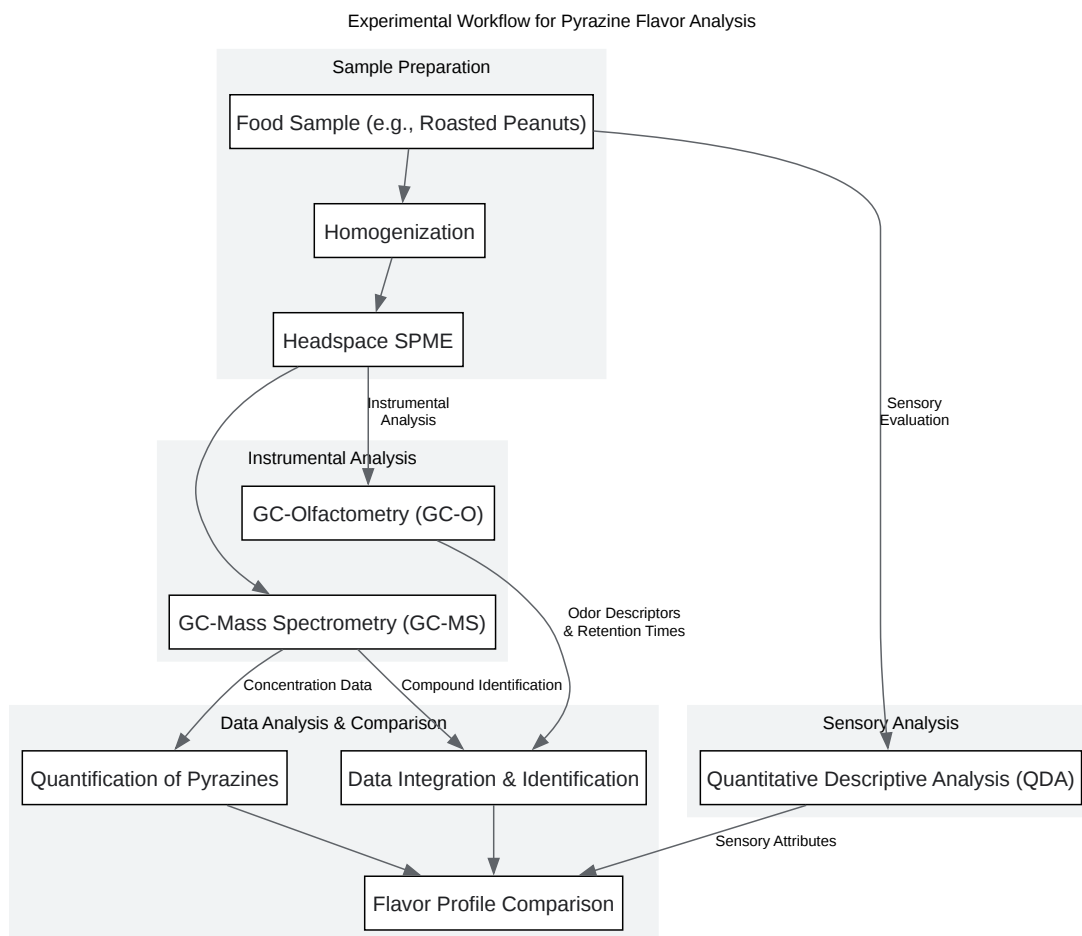 Experimental Workflow for Pyrazine Flavor Analysis
Sample Preparation
Food Sample (e.g., Roasted Peanuts)
Homogenization
Headspace SPME
Instrumental
Analysis
Sensory
Evaluation
Instrumental Analysis
GC-Olfactometry (GC-O)
GC-Mass Spectrometry (GC-MS)
Odor Descriptors
& Retention Times
Concentration Data
Compound Identification
Data Analysis & Comparison
Sensory Analysis
Quantification of Pyrazines
Data Integration & Identification
Quantitative Descriptive Analysis (QDA)
Sensory Attributes
Flavor Profile Comparison